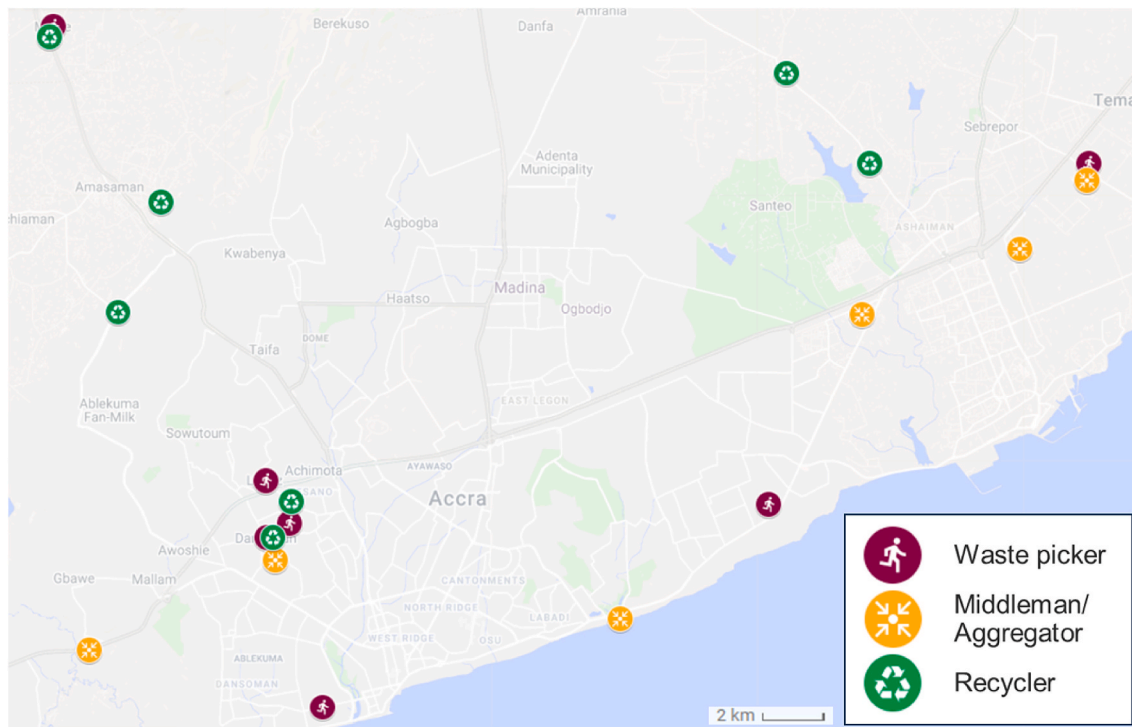 Amrahia
Berekuso
Danfa
Tema
Sebrepor
Adenta
Municipality
Amasaman
Santeo
chiaman
Agbogba
ASHAIMAN
Kwabenya
Madina
Haatso
Ogbodjo
DOME
Taifa
Ablekuma
Fan-Milk
EAST LEGON
Sowutoum
Achimota
AYAWASO
Accra
Awoshie
Gbawe
Mallam
CANTONMENTS
NORTH RIDGE
LABADI
WEST RIDGE
OSU
ABLEKUMA
DANSOMAN
Waste picker
Middleman/
Aggregator
Recycler
2 km